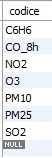 codice
C6H6
CO_8h
NO2
O3
PM10
PM25
SO2
NULL